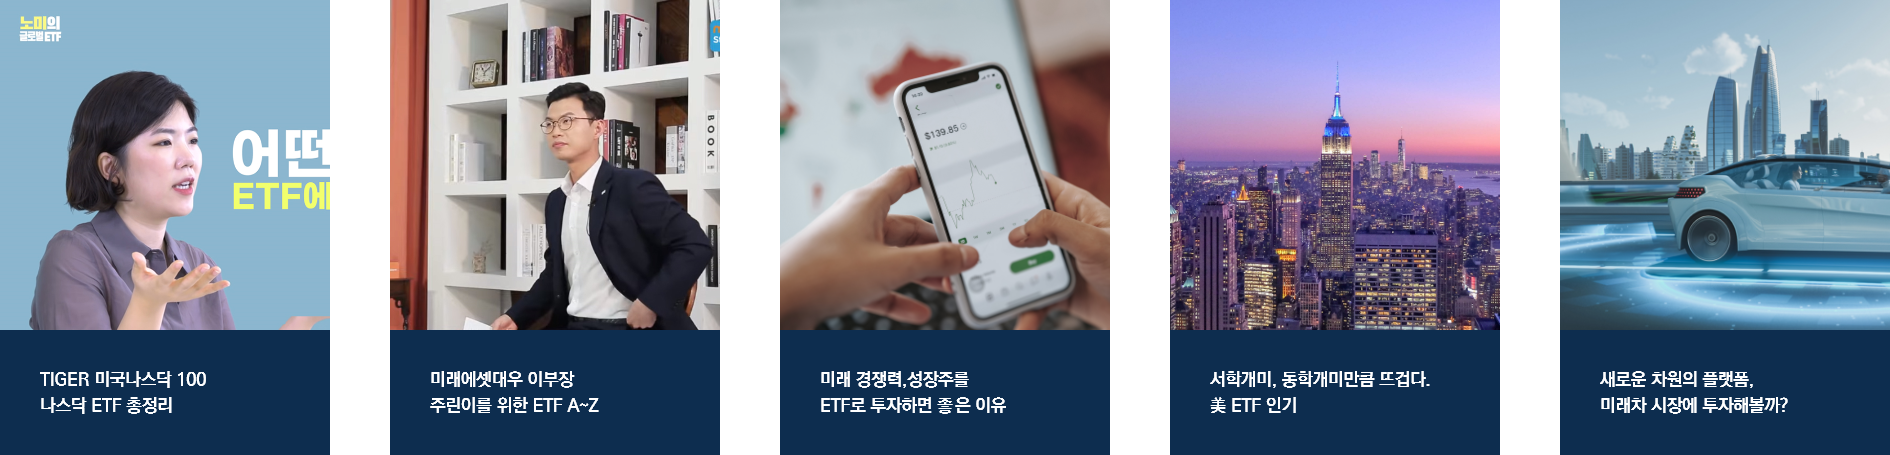 노미의
글로벌 ETF
어떤
ETF에
TIGER 미국나스닥 100
나스닥 ETF 총정리
BOOK
미래에셋대우 이부장
주린이를 위한 ETF A~Z
$139.85
미래 경쟁력,성장주를
ETF로 투자하면 좋은 이유
서학개미, 동학개미만큼 뜨겁다.
美 ETF 인기
새로운 차원의 플랫폼,
미래차 시장에 투자해볼까?